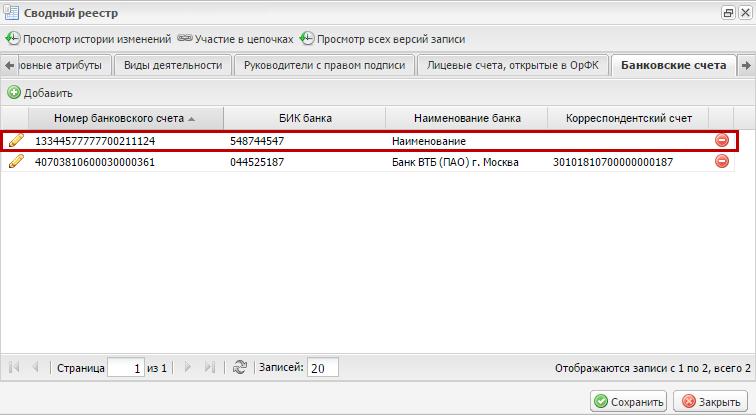 Сводный реестр
Просмотр истории изменений Участие в цепочках Просмотр всех версий записи
ювные атрибуты Виды деятельности Руководители с правом подписи Лицевые счета, открытые в ОрФК Банковские счета
Добавить
Номер банковского счета БИК банка Наименование банка Корреспондентский счет
13344577777700211124 548744547 Наименование
40703810600030000361 044525187 Банк ВТБ (ПАО) г. Москва 30101810700000000187
Страница 1 из 1 Записей: 20 Отображаются записи с 1 по 2, всего 2
Сохранить Закрыть